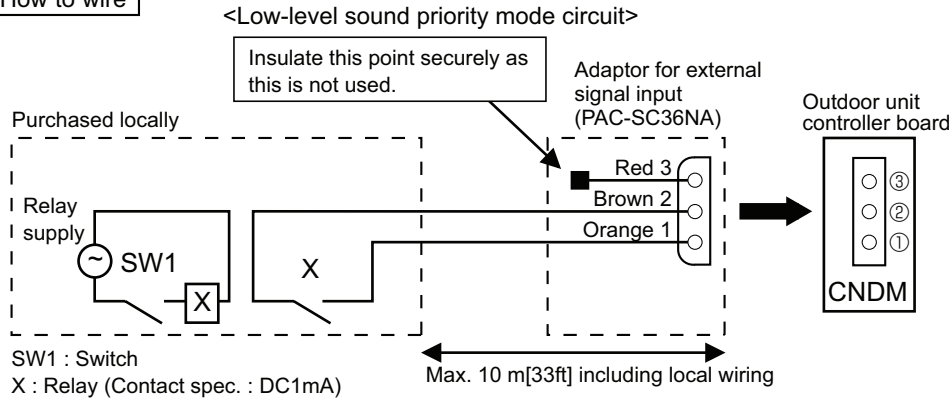 How to wire
<Low-level sound priority mode circuit>
Insulate this point securely as
this is not used.
Adaptor for external
signal input
(PAC-SC36NA)
Outdoor unit
controller board
Purchased locally
Relay
supply
~
SW1
X
X
Red 3
Brown 2
Orange 1
③
②
①
CNDM
SW1 : Switch
X : Relay (Contact spec. : DC1mA)
Max. 10 m[33ft] including local wiring